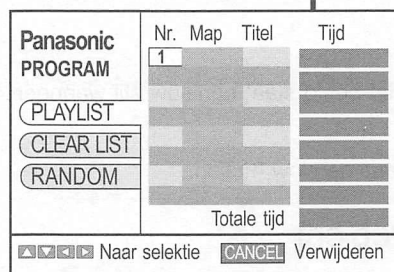 Panasonic
PROGRAM
PLAYLIST
CLEAR LIST
RANDOM
Nr. Map Titel Tijd
1
Totale tijd
Naar selektie CANCEL Verwijderen